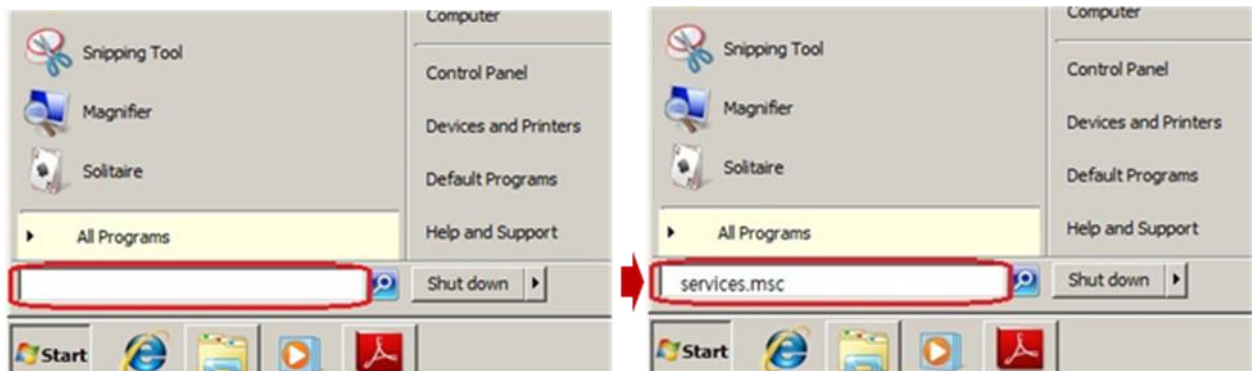 Computer
Snipping Tool
Control Panel
Magnifier
Devices and Printers
Solitaire
Default Programs
All Programs
Help and Support
Shut down
Start
Computer
Snipping Tool
Control Panel
Magnifier
Devices and Printers
Solitaire
Default Programs
All Programs
Help and Support
services.msc
Shut down
Start